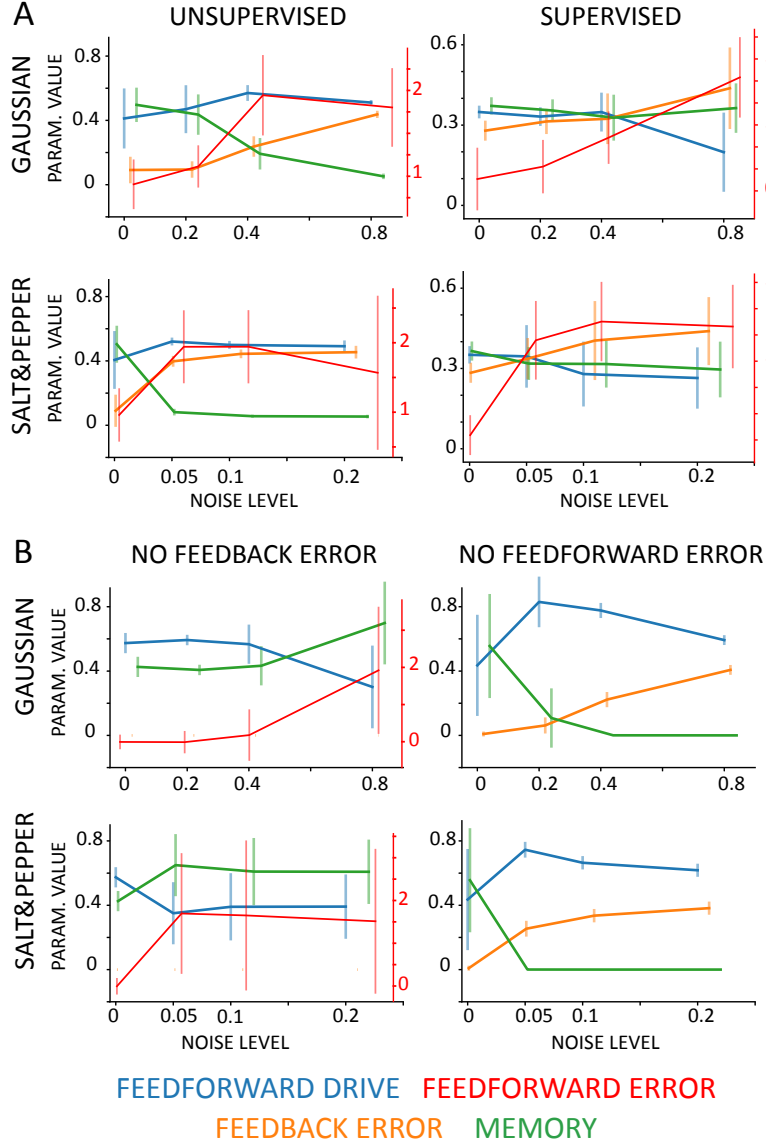 A
UNSUPERVISED
SUPERVISED
GAUSSIAN
PARAM. VALUE
0.8
0.4
0
2
1
0 0.2 0.4 0.8
0.6
0.3
0
0 0.2 0.4 0.8
SALT&PEPPER
PARAM. VALUE
0.8
0.4
0
2
1
0 0.05 0.1 0.2
NOISE LEVEL
0.6
0.3
0
0 0.05 0.1 0.2
NOISE LEVEL
B
NO FEEDBACK ERROR
NO FEEDFORWARD ERROR
GAUSSIAN
PARAM. VALUE
0.8
0.4
0
2
0
0 0.2 0.4 0.8
0.8
0.4
0
0 0.2 0.4 0.8
SALT&PEPPER
PARAM. VALUE
0.8
0.4
0
2
1
0
0 0.05 0.1 0.2
NOISE LEVEL
0.8
0.4
0
0 0.05 0.1 0.2
NOISE LEVEL
FEEDFORWARD DRIVE FEEDFORWARD ERROR
FEEDBACK ERROR MEMORY